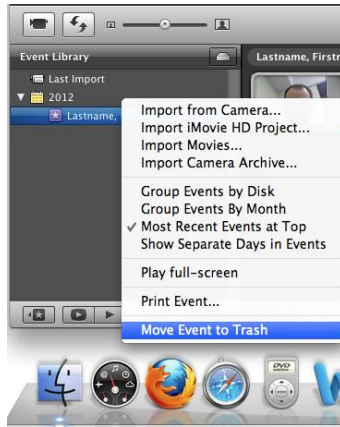 Event Library
Lastname, Firstn
Last Import
2012
Lastname,
Import from Camera...
Import iMovie HD Project...
Import Movies...
Import Camera Archive...
Group Events by Disk
Group Events By Month
✓ Most Recent Events at Top
Show Separate Days in Events
Play full-screen
Print Event...
Move Event to Trash
DVD
W